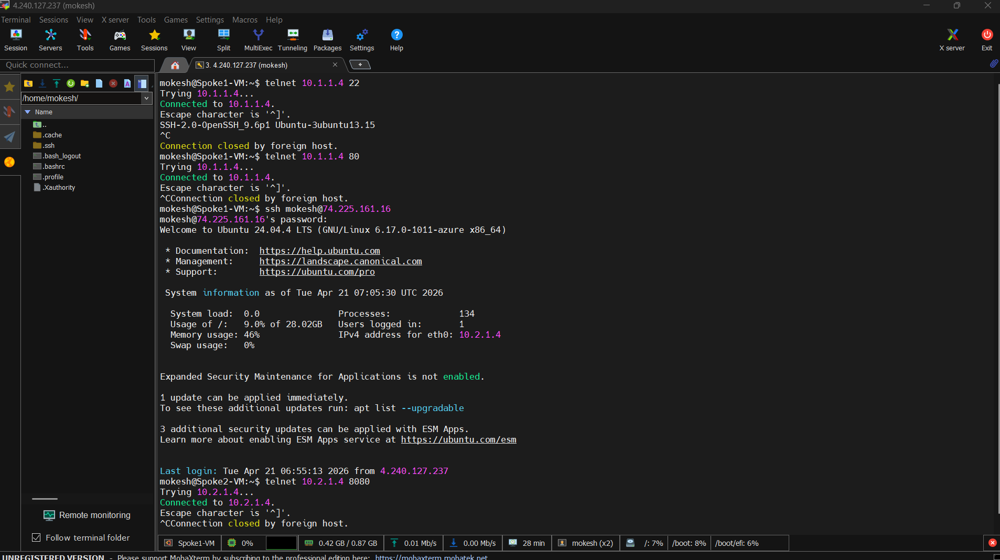 4.240.127.237 (mokesh)
Terminal Sessions View X server Tools Games Settings Macros Help
Session Servers Tools Games Sessions View Split MultiExec Tunneling Packages Settings Help X server Exit
Quick connect...
3. 4.240.127.237 (mokesh)
/home/mokesh/
Name
..
.cache
.ssh
.bash_logout
.bashrc
.profile
.Xauthority
Remote monitoring
Follow terminal folder
mokesh@Spoke1-VM:~$ telnet 10.1.1.4 22
Trying 10.1.1.4...
Connected to 10.1.1.4.
Escape character is '^]'.
SSH-2.0-OpenSSH_9.6p1 Ubuntu-3ubuntu13.15
^C
Connection closed by foreign host.
mokesh@Spoke1-VM:~$ telnet 10.1.1.4 80
Trying 10.1.1.4...
Connected to 10.1.1.4.
Escape character is '^]'.
^CConnection closed by foreign host.
mokesh@Spoke1-VM:~$ ssh mokesh@74.225.161.16
mokesh@74.225.161.16's password:
Welcome to Ubuntu 24.04.4 LTS (GNU/Linux 6.17.0-1011-azure x86_64)
* Documentation: https://help.ubuntu.com
* Management: https://landscape.canonical.com
* Support: https://ubuntu.com/pro
System information as of Tue Apr 21 07:05:30 UTC 2026
System load: 0.0 Processes: 134
Usage of /: 9.0% of 28.02GB Users logged in: 1
Memory usage: 46% IPv4 address for eth0: 10.2.1.4
Swap usage: 0%
Expanded Security Maintenance for Applications is not enabled.
1 update can be applied immediately.
To see these additional updates run: apt list --upgradable
3 additional security updates can be applied with ESM Apps.
Learn more about enabling ESM Apps service at https://ubuntu.com/esm
Last login: Tue Apr 21 06:55:13 2026 from 4.240.127.237
mokesh@Spoke2-VM:~$ telnet 10.2.1.4 8080
Trying 10.2.1.4...
Connected to 10.2.1.4.
Escape character is '^]'.
^CConnection closed by foreign host.
Spoke1-VM 0% 0.42 GB / 0.87 GB 0.01 Mb/s 0.00 Mb/s 28 min mokesh (x2) /: 7% /boot: 8% /boot/efi: 6%
UNREGISTERED VERSION - Please support MobaXterm by subscribing to the professional edition here: https://mobaxterm.mobatek.net